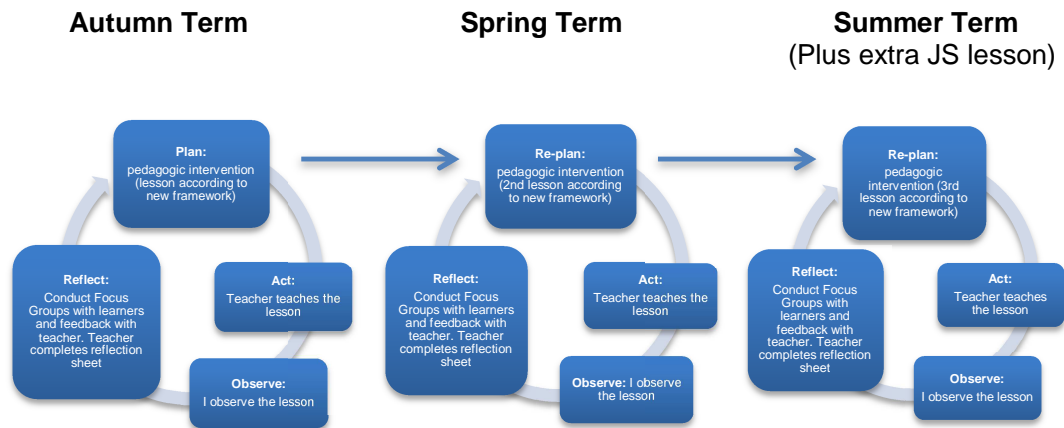 Autumn Term
Plan:
pedagogic intervention
(lesson according to
new framework)
Act:
Teacher teaches the
lesson
Observe:
I observe the lesson
Reflect:
Conduct Focus
Groups with learners
and feedback with
teacher. Teacher
completes reflection
sheet
Spring Term
Re-plan:
pedagogic intervention
(2nd lesson according
to new framework)
Act:
Teacher teaches the
lesson
Observe: I observe
the lesson
Reflect:
Conduct Focus
Groups with learners
and feedback with
teacher. Teacher
completes reflection
sheet
Summer Term
(Plus extra JS lesson)
Re-plan:
pedagogic
intervention (3rd
lesson according to
new framework)
Act:
Teacher teaches
the lesson
Observe:
I observe the lesson
Reflect:
Conduct Focus
Groups with
learners and
feedback with
teacher. Teacher
completes reflection
sheet